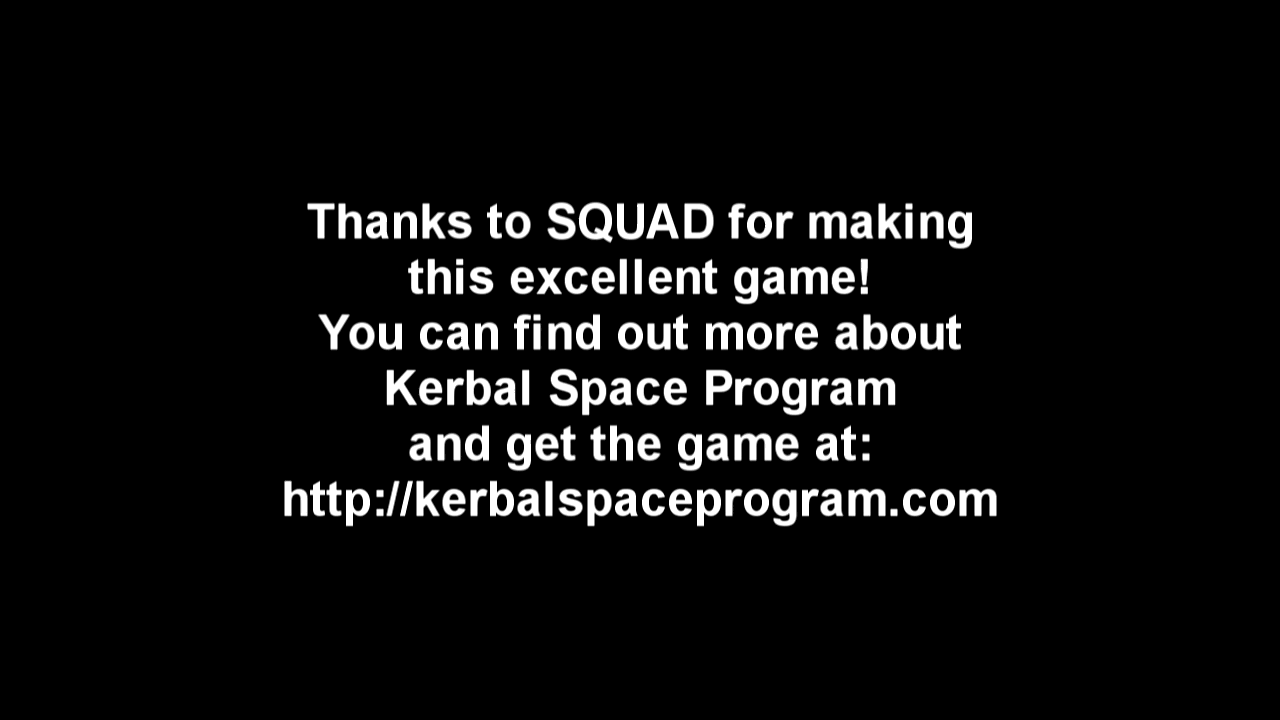 Thanks to SQUAD for making
this excellent game!
You can find out more about
Kerbal Space Program
and get the game at:
http://kerbalspaceprogram.com